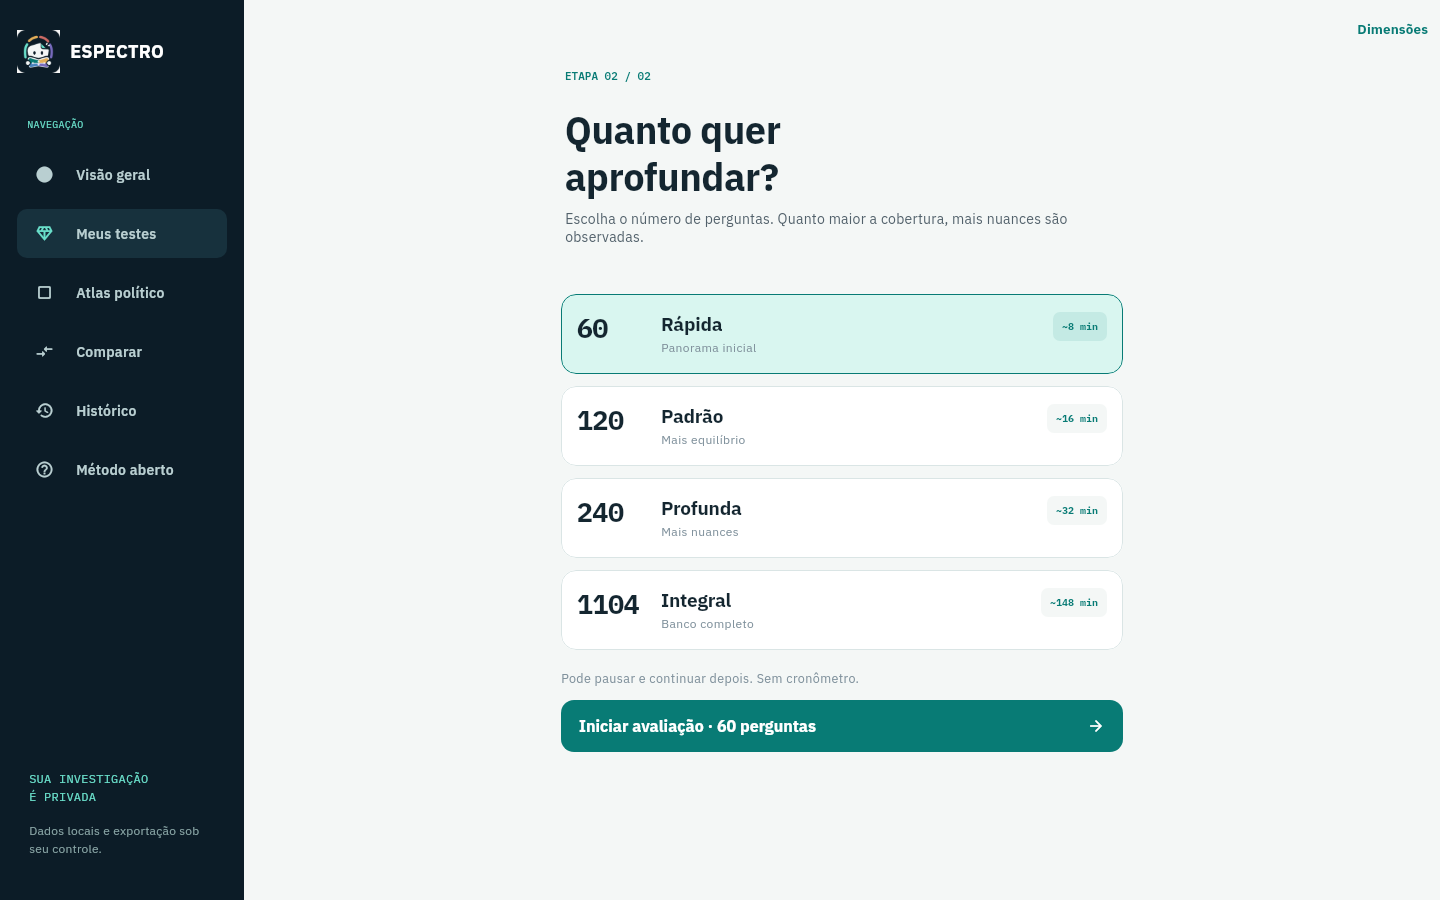 ESPECTRO
NAVEGAÇÃO
Visão geral
Meus testes
Atlas político
Comparar
Histórico
Método aberto
SUA INVESTIGAÇÃO
É PRIVADA
Dados locais e exportação sob
seu controle.
Dimensões
ETAPA 02 / 02
Quanto quer
aprofundar?
Escolha o número de perguntas. Quanto maior a cobertura, mais nuances são
observadas.
60 Rápida ~8 min
Panorama inicial
120 Padrão ~16 min
Mais equilíbrio
240 Profunda ~32 min
Mais nuances
1104 Integral ~148 min
Banco completo
Pode pausar e continuar depois. Sem cronômetro.
Iniciar avaliação · 60 perguntas